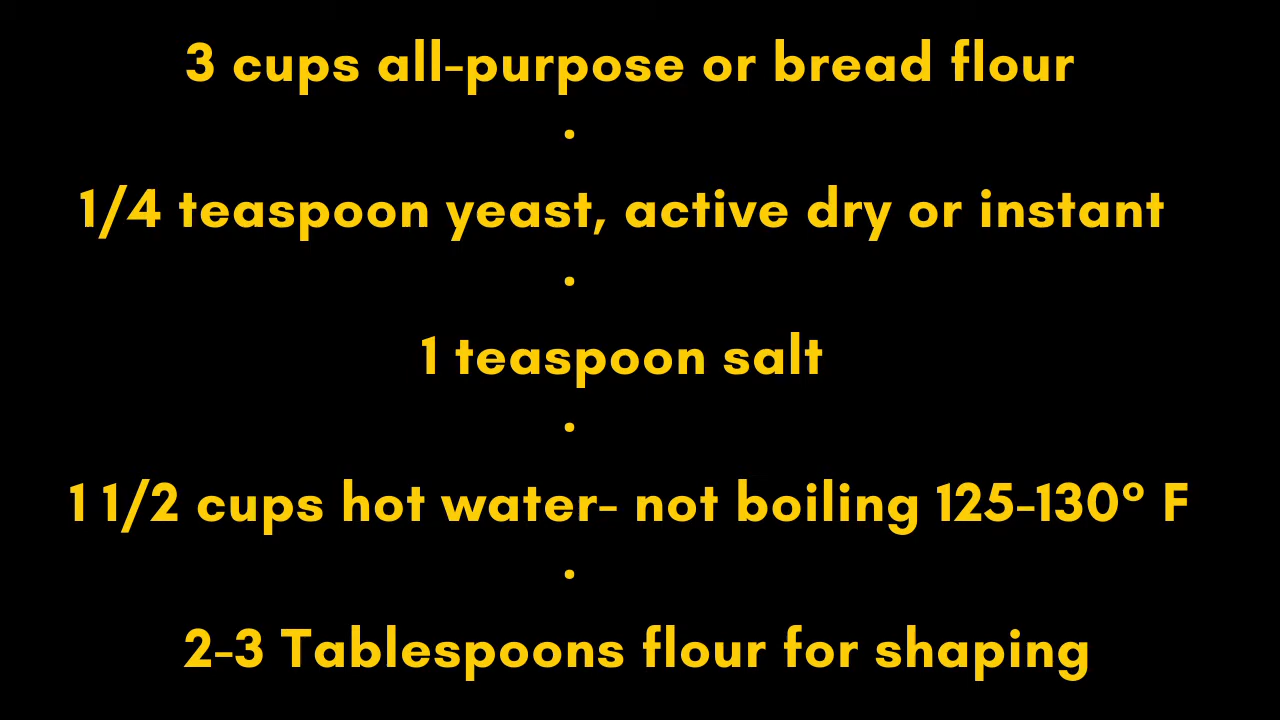 3 cups all-purpose or bread flour
•
1/4 teaspoon yeast, active dry or instant
•
1 teaspoon salt
•
1 1/2 cups hot water- not boiling 125-130° F
•
2-3 Tablespoons flour for shaping